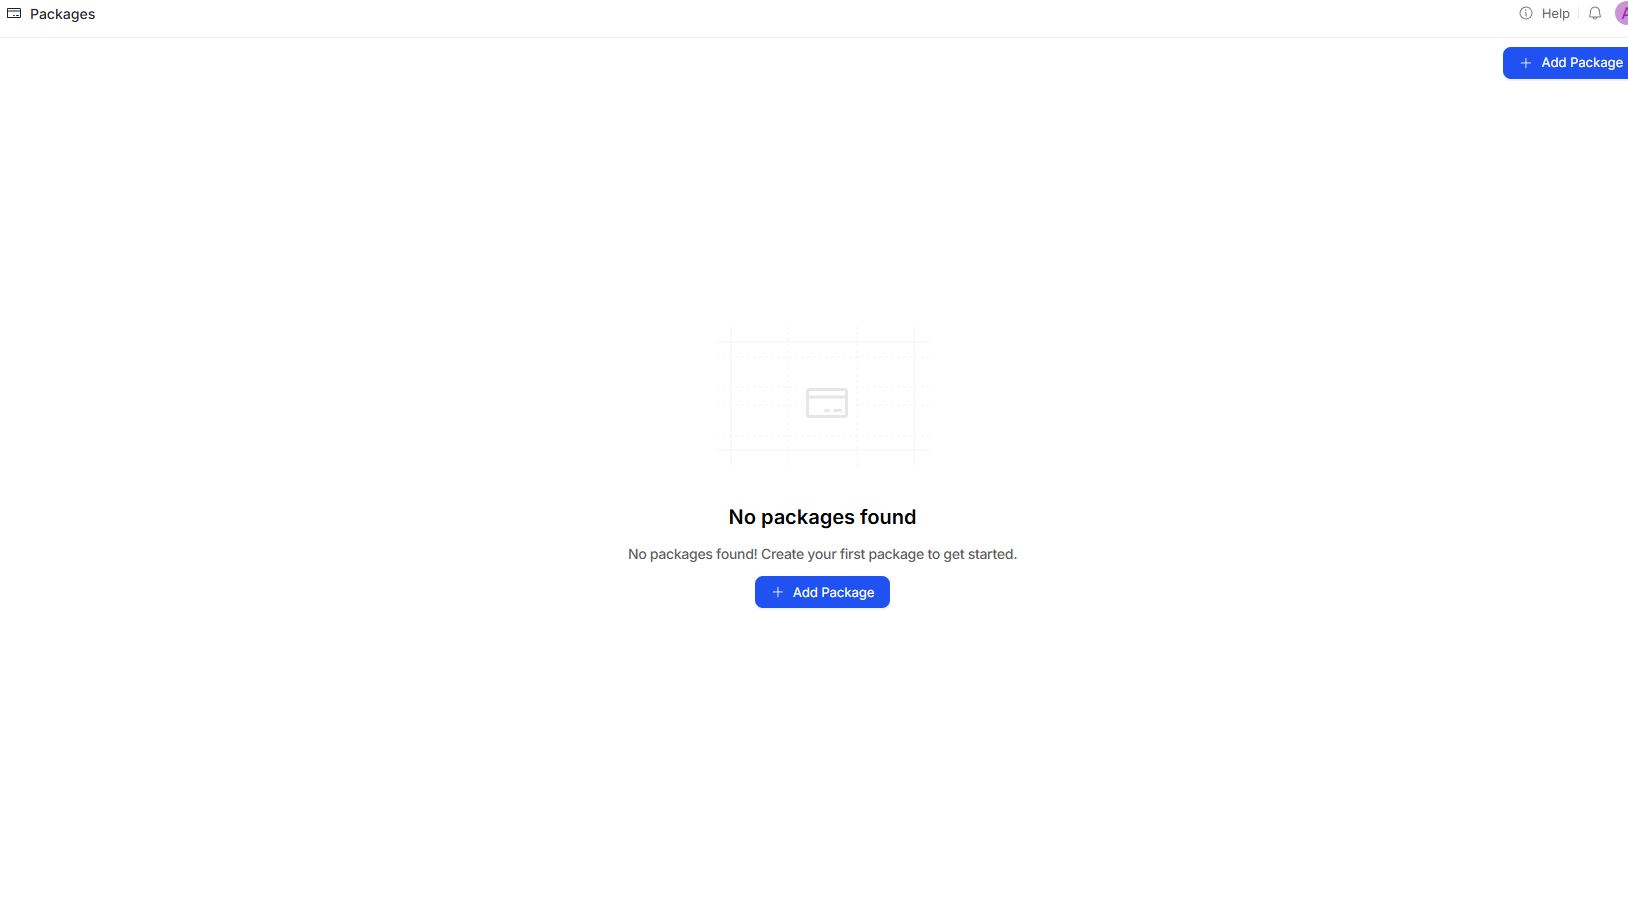 Packages
Help
A
Add Package
No packages found
No packages found! Create your first package to get started.
Add Package